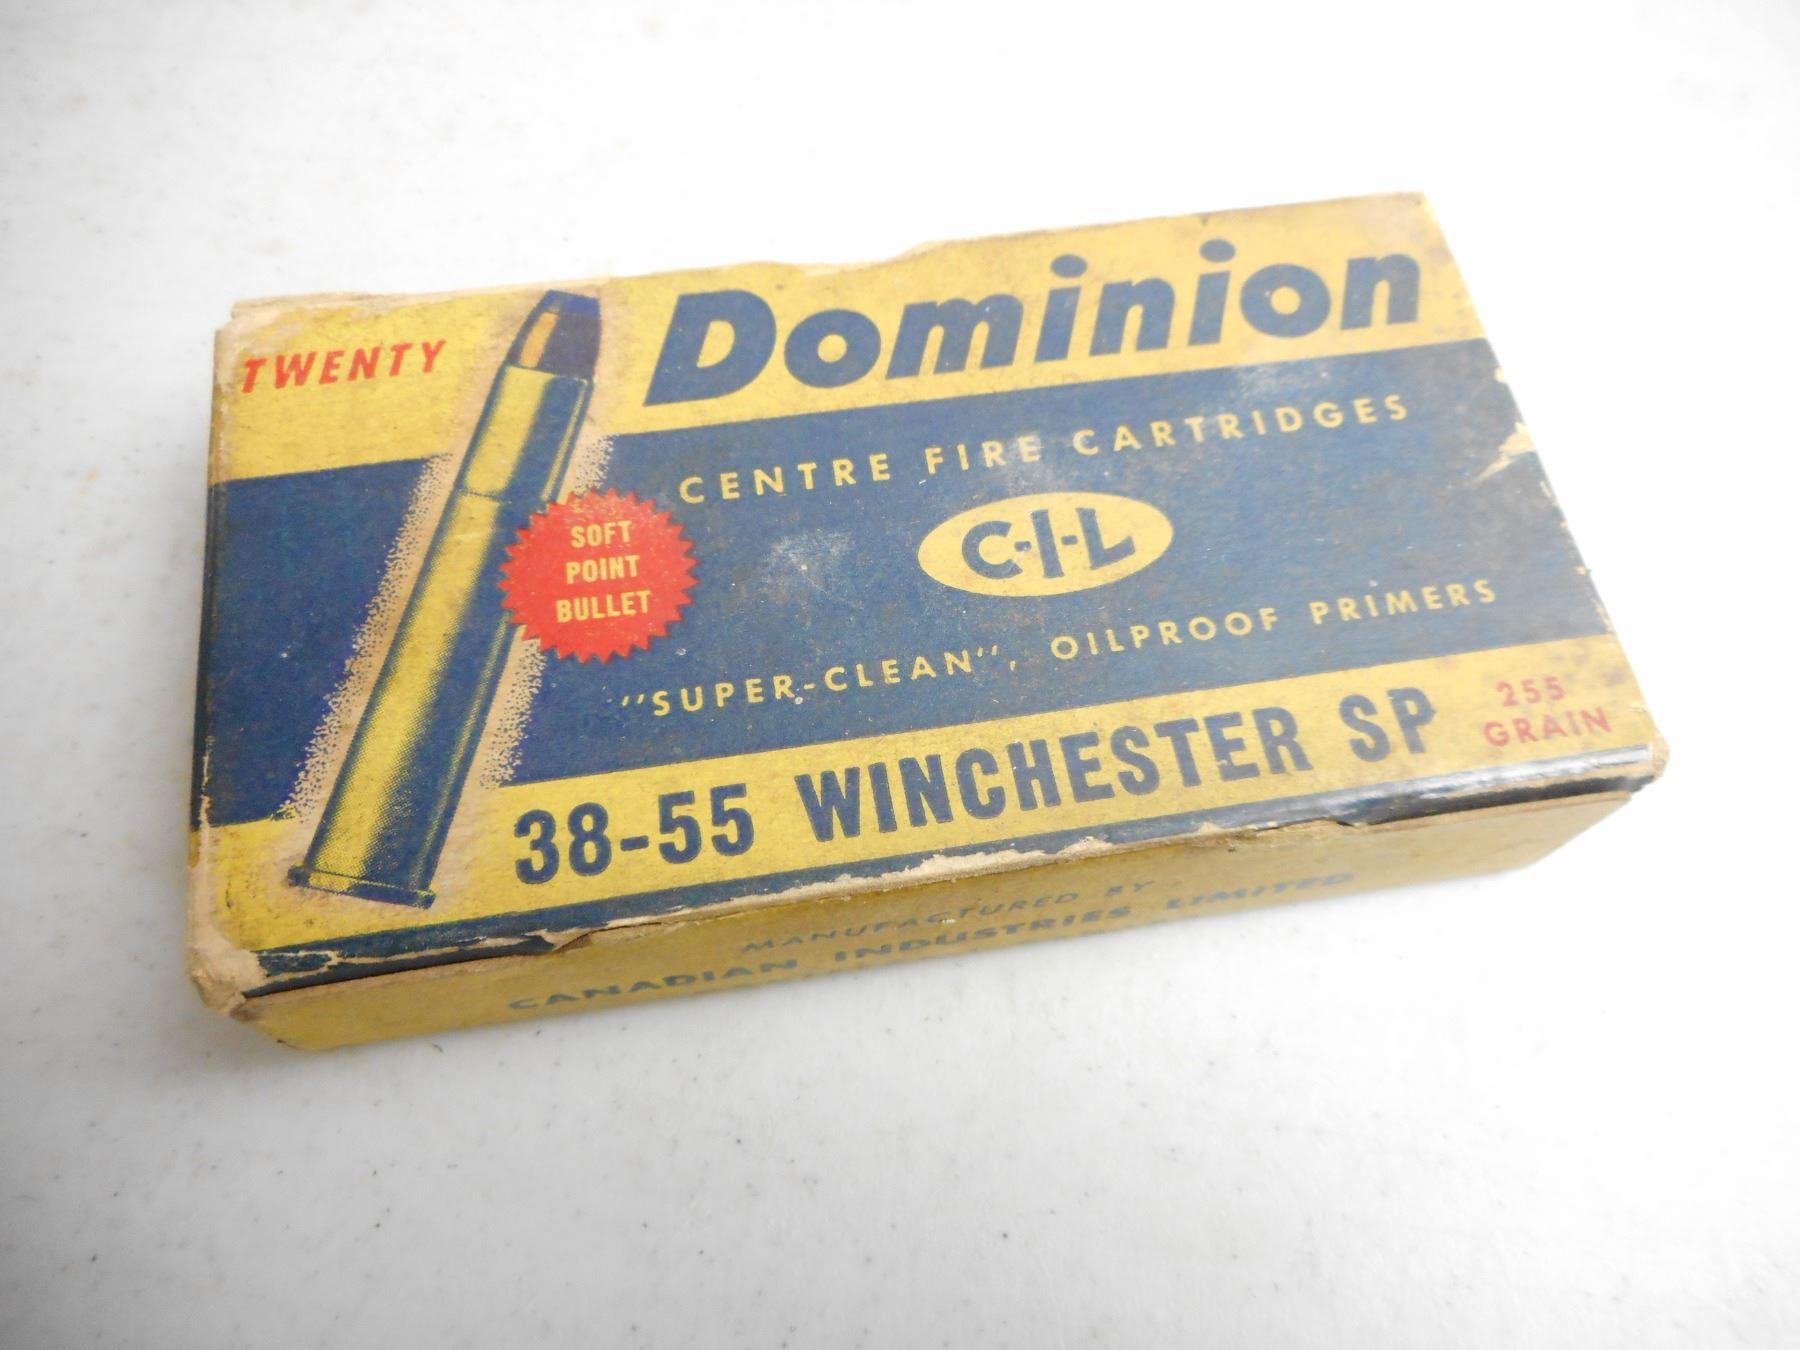 TWENTY
Dominion
CENTRE FIRE CARTRIDGES
SOFT
POINT
BULLET
C-I-L
"SUPER-CLEAN", OILPROOF PRIMERS
38-55 WINCHESTER SP
255
GRAIN
MANUFACTURED BY
CANADIAN INDUSTRIES LIMITED